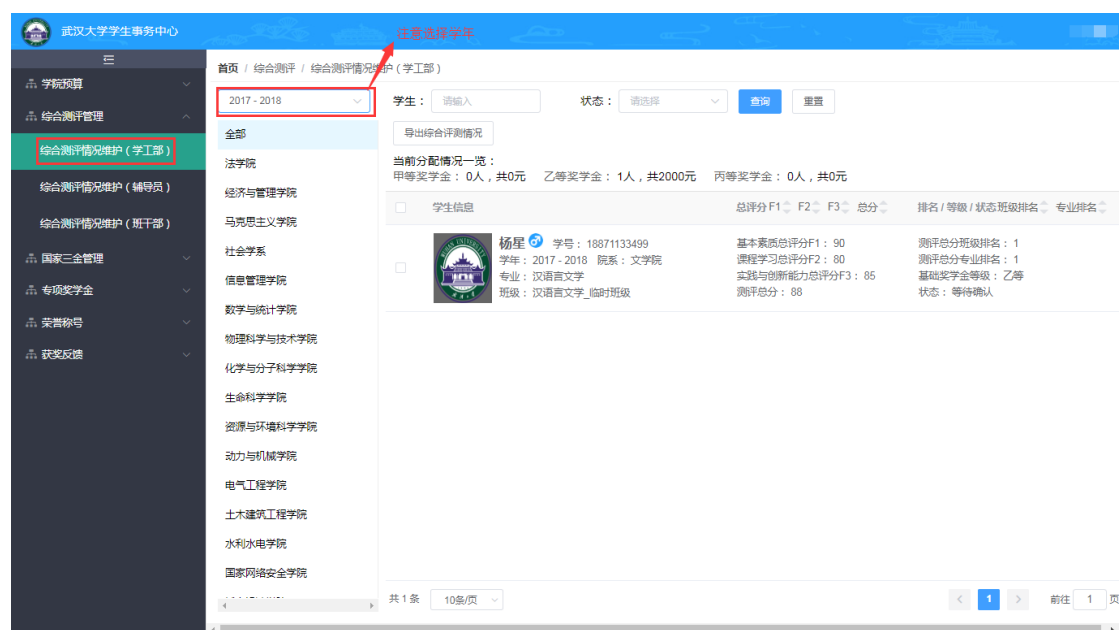 武汉大学学生事务中心
注意选择学年
首页 / 综合测评 / 综合测评情况维护 ( 学工部 )
学院预算
综合测评管理
综合测评情况维护 ( 学工部 )
综合测评情况维护 ( 辅导员 )
综合测评情况维护 ( 班干部 )
国家三金管理
专项奖学金
荣誉称号
获奖反馈
2017 - 2018
全部
法学院
经济与管理学院
马克思主义学院
社会学系
信息管理学院
数学与统计学院
物理科学与技术学院
化学与分子科学学院
生命科学学院
资源与环境科学学院
动力与机械学院
电气工程学院
土木建筑工程学院
水利水电学院
国家网络安全学院
学生： 请输入 状态： 请选择 查询 重置
导出综合评测情况
当前分配情况一览：
甲等奖学金： 0人，共0元 乙等奖学金： 1人，共2000元 丙等奖学金： 0人，共0元
学生信息 总评分 F1 F2 F3 总分 排名 / 等级 / 状态 班级排名 专业排名
杨星 学号： 18871133499
学年： 2017 - 2018 院系： 文学院
专业： 汉语言文学
班级： 汉语言文学_临时班级
基本素质总评分F1： 90
课程学习总评分F2： 80
实践与创新能力总评分F3： 85
测评总分： 88
测评总分班级排名： 1
测评总分专业排名： 1
基础奖学金等级： 乙等
状态： 等待确认
共 1 条 10条/页 1 前往 1 页